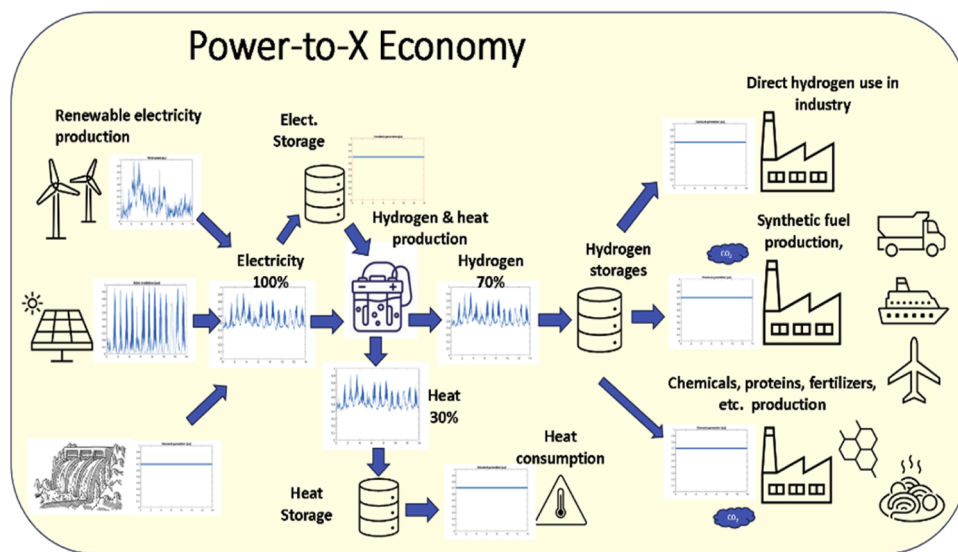 Power-to-X Economy
Renewable electricity
production
Elect.
Storage
Direct hydrogen use in
industry
Hydrogen & heat
production
Electricity
100%
Hydrogen
70%
Hydrogen
storages
Synthetic fuel
production,
CO₂
Heat
30%
Chemicals, proteins, fertilizers,
etc. production
Heat
consumption
Heat
Storage
CO₂